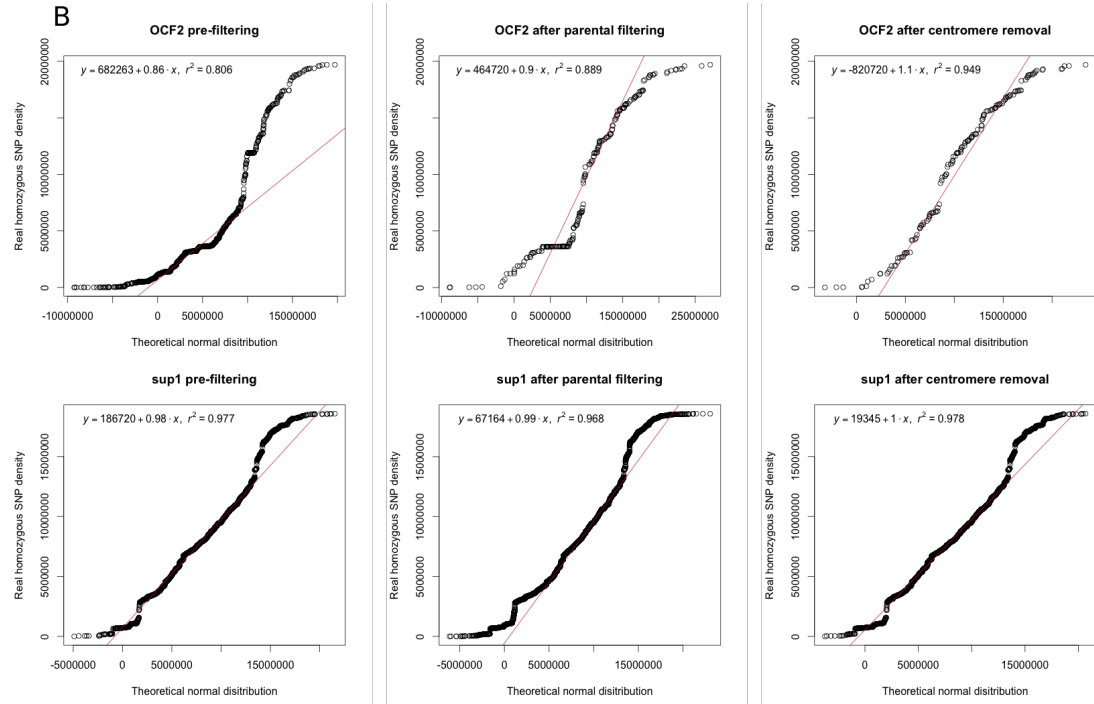 B
OCF2 pre-filtering
y = 682263 + 0.86 · x, r² = 0.806
Real homozygous SNP density
0 5000000 10000000 20000000
-10000000 0 5000000 15000000
Theoretical normal distribution
OCF2 after parental filtering
y = 464720 + 0.9 · x, r² = 0.889
Real homozygous SNP density
0 5000000 10000000 20000000
-10000000 0 5000000 15000000 25000000
Theoretical normal disitribution
OCF2 after centromere removal
y = -820720 + 1.1 · x, r² = 0.949
Real homozygous SNP density
0 5000000 10000000 20000000
0 5000000 15000000
Theoretical normal disitribution
sup1 pre-filtering
y = 186720 + 0.98 · x, r² = 0.977
Real homozygous SNP density
0 5000000 10000000 15000000
-5000000 0 5000000 15000000
Theoretical normal distribution
sup1 after parental filtering
y = 67164 + 0.99 · x, r² = 0.968
Real homozygous SNP density
0 5000000 10000000 15000000
-5000000 0 5000000 15000000
Theoretical normal distribution
sup1 after centromere removal
y = 19345 + 1 · x, r² = 0.978
Real homozygous SNP density
0 5000000 10000000 15000000
0 5000000 15000000
Theoretical normal distribution